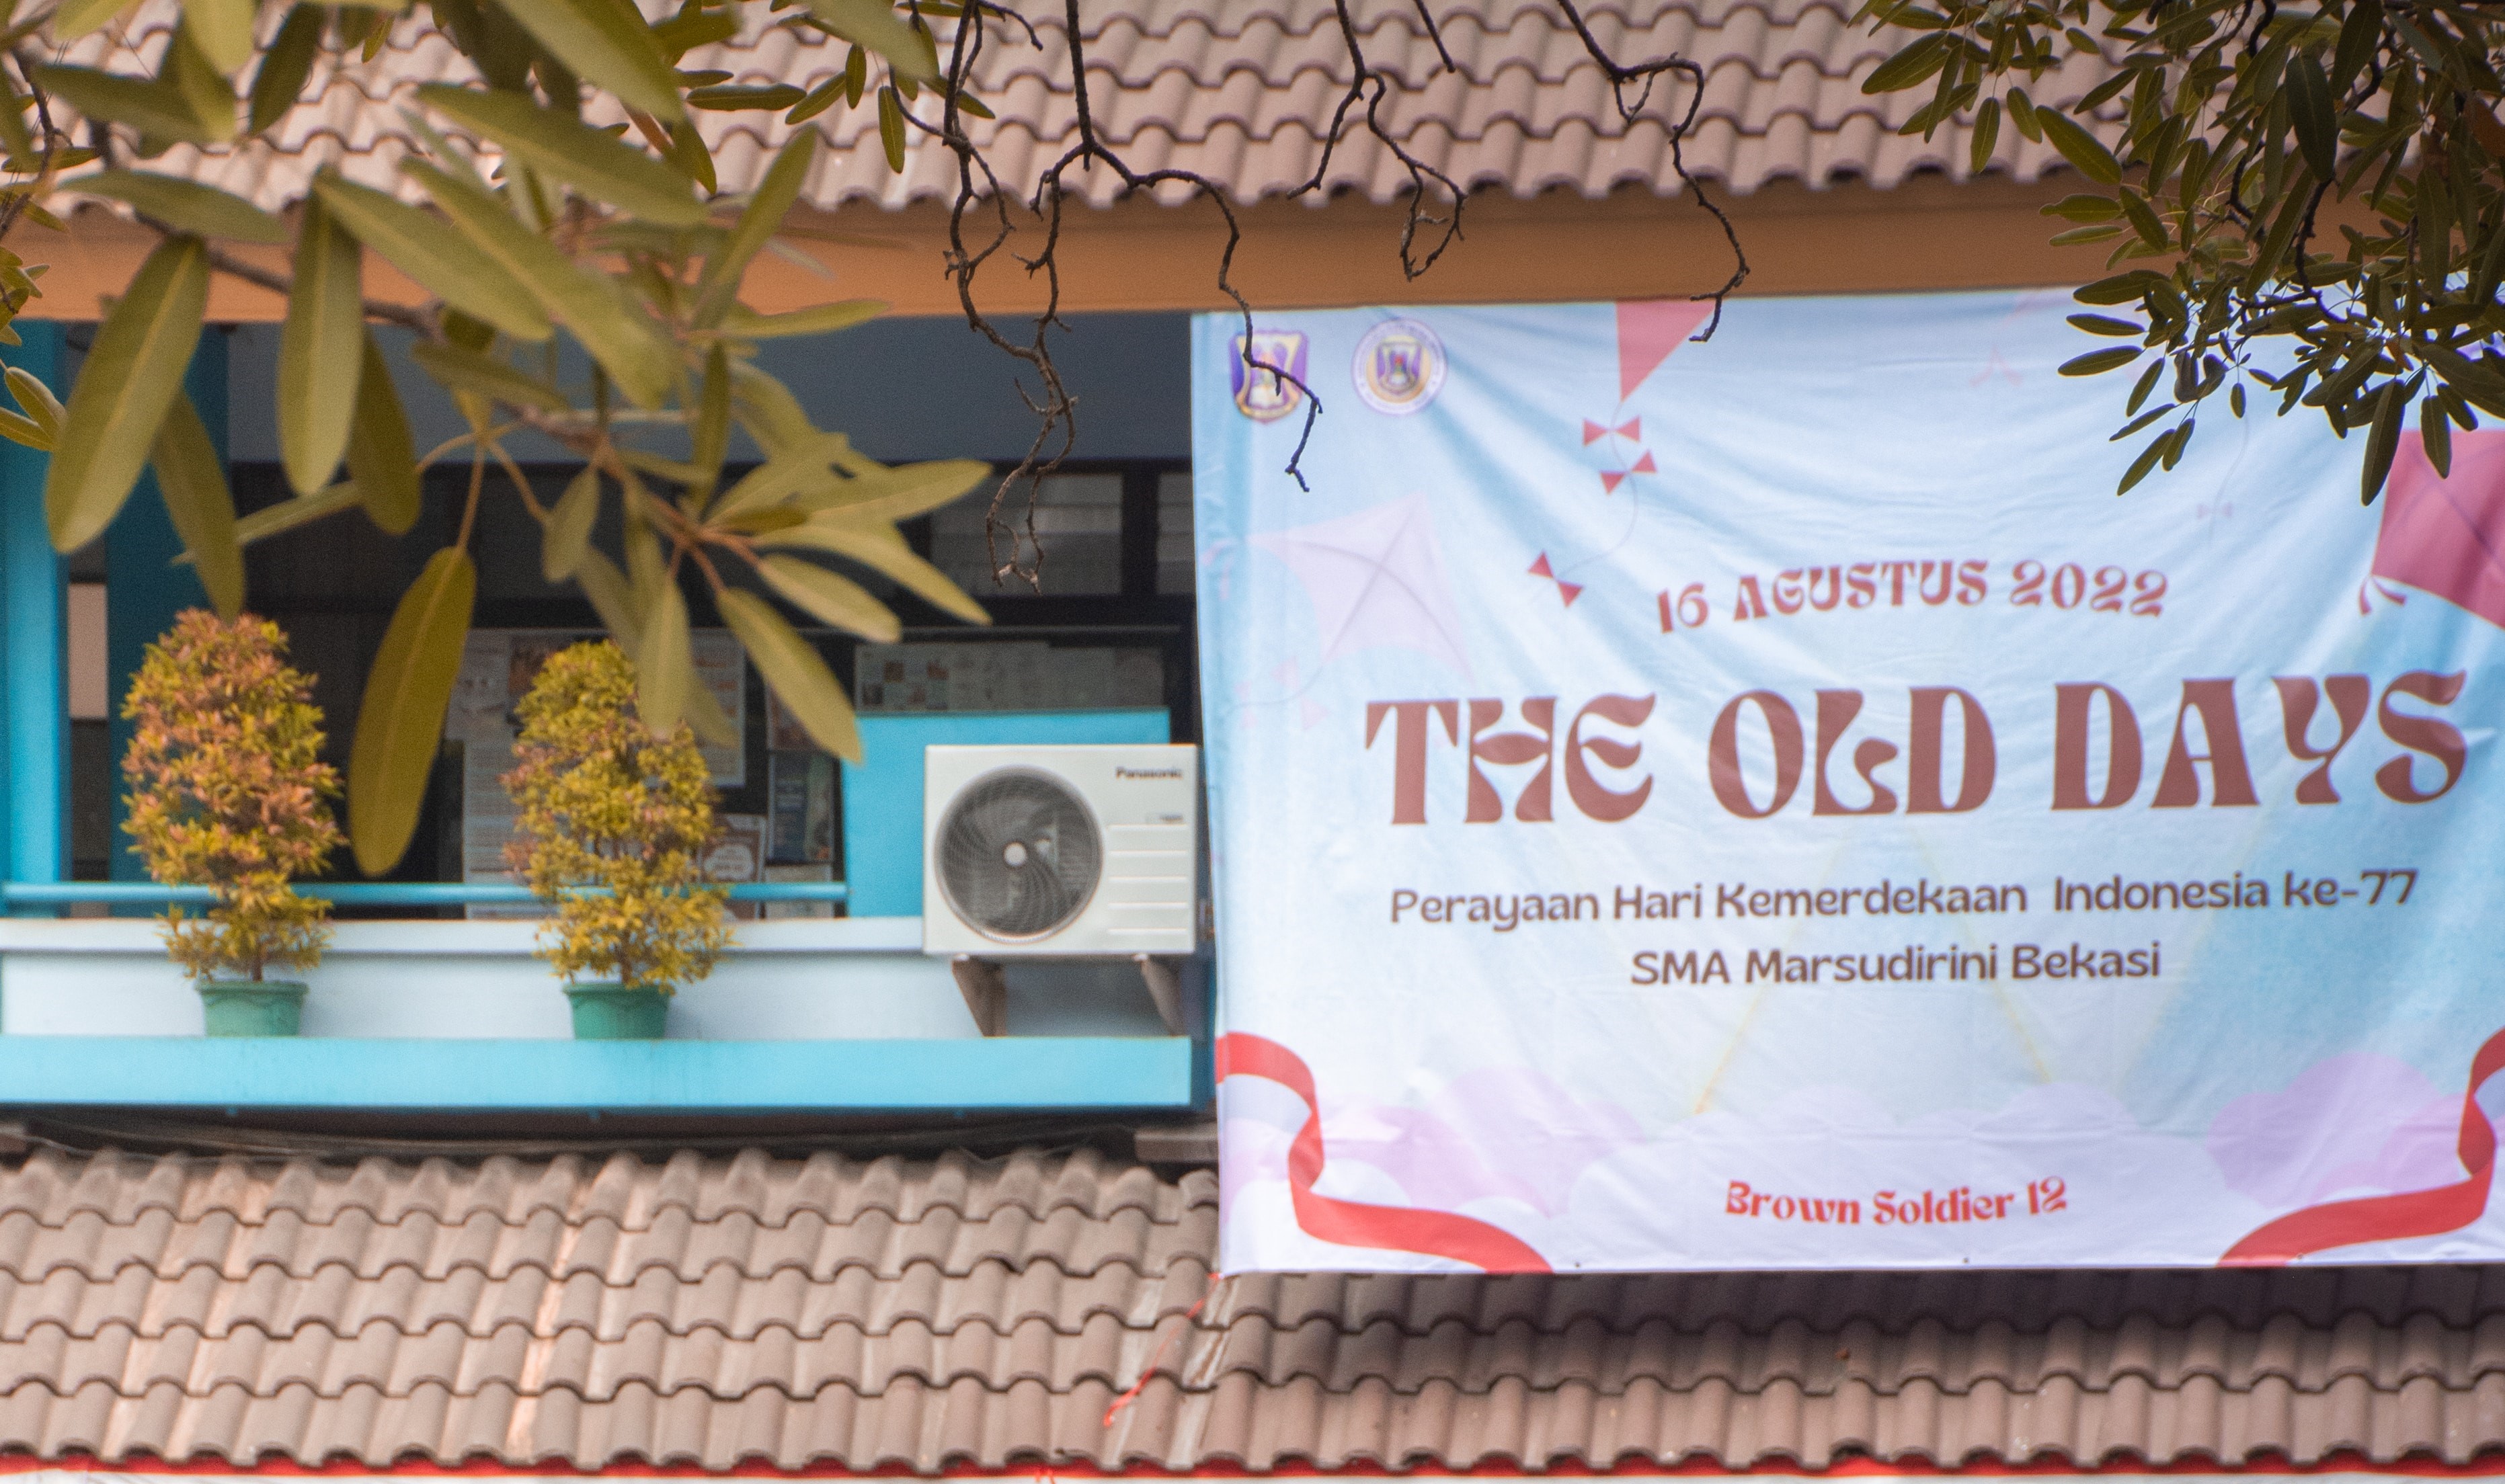 16 AGUSTUS 2022
THE OLD DAYS
Perayaan Hari Kemerdekaan Indonesia ke-77
SMA Marsudirini Bekasi
Brown Soldier 12
Panasonic